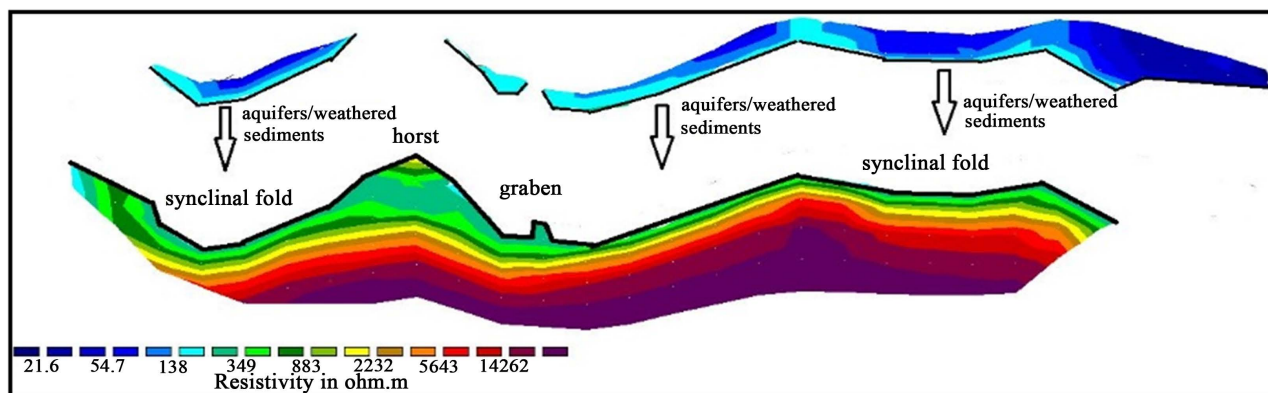 aquifers/weathered
sediments
aquifers/weathered
sediments
aquifers/weathered
sediments
horst
synclinal fold
graben
synclinal fold
21.6 54.7 138 349 883. 2232 5643 14262
Resistivity in ohm.m